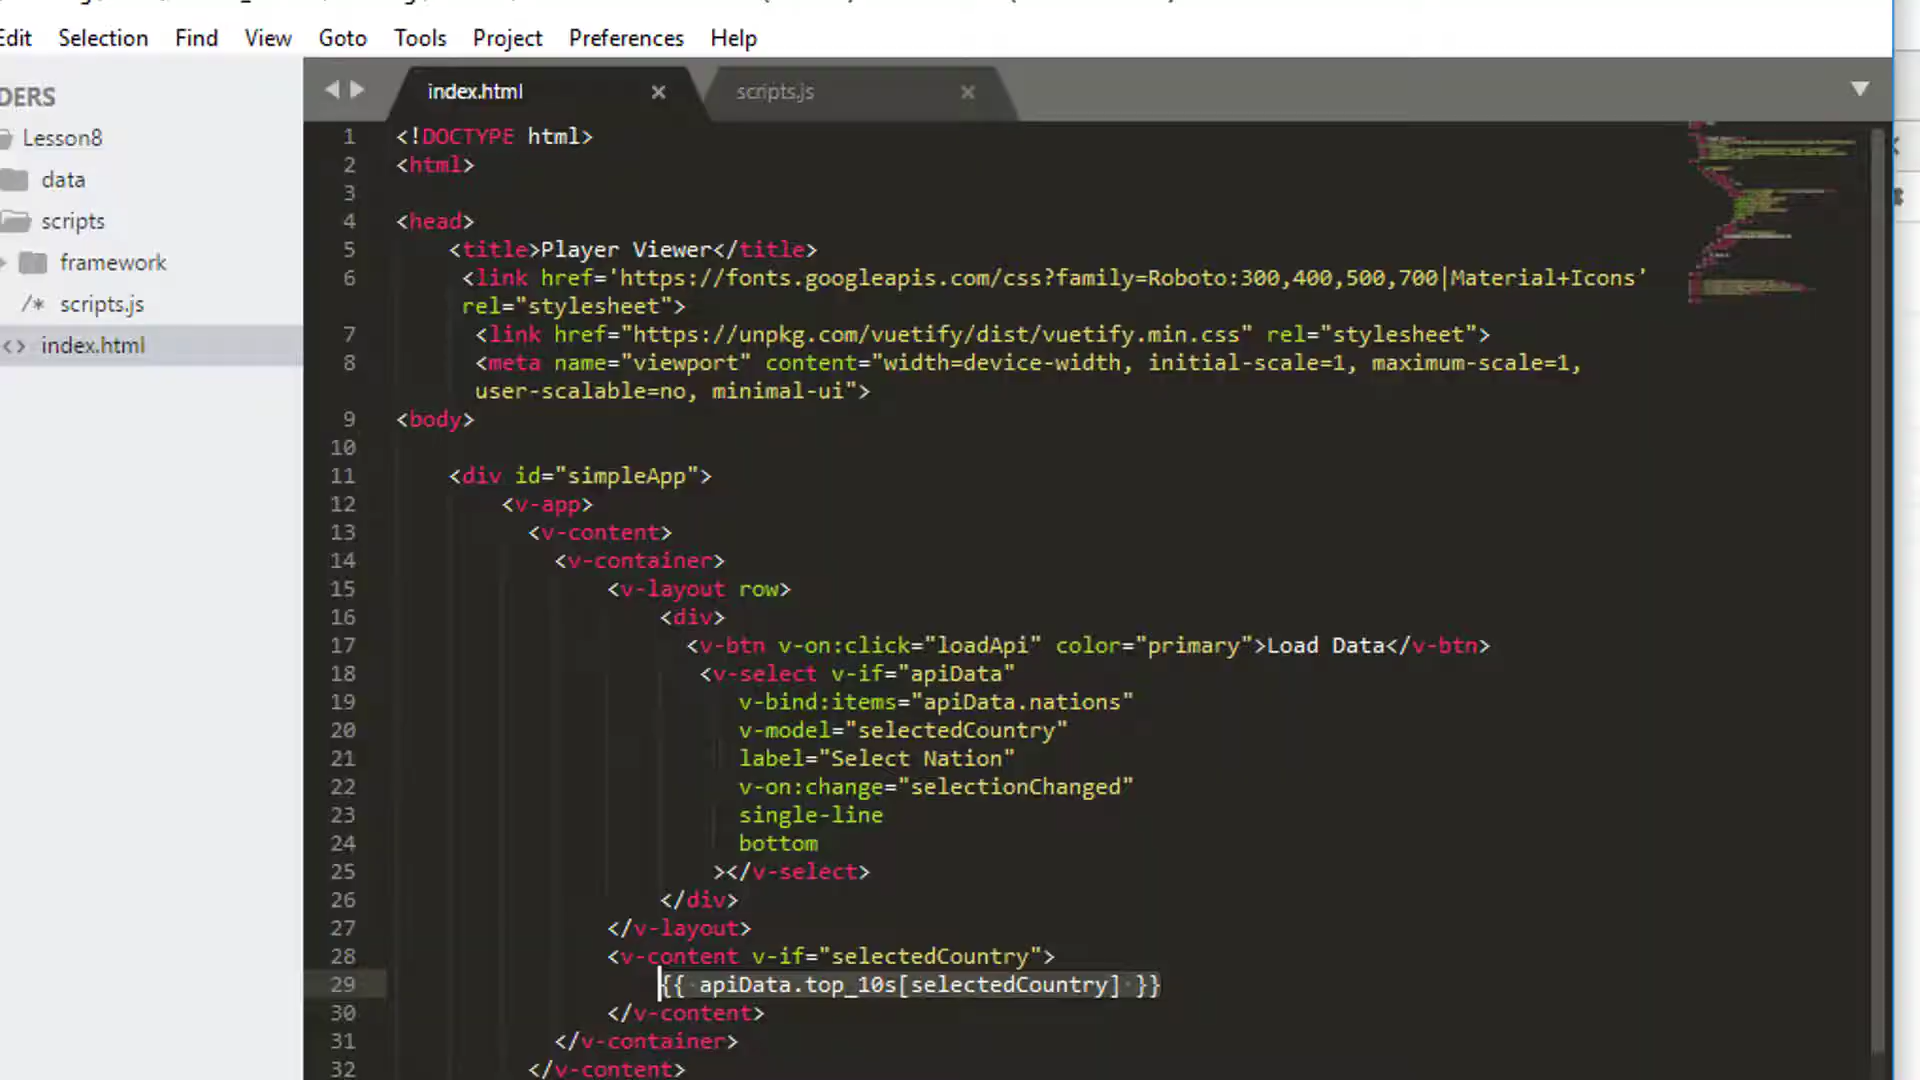 Edit Selection Find View Goto Tools Project Preferences Help
DERS
Lesson8
data
scripts
framework
/* scripts.js
<> index.html
index.html × scripts.js ×
1 <!DOCTYPE html>
2 <html>
3
4 <head>
5 <title>Player Viewer</title>
6 <link href='https://fonts.googleapis.com/css?family=Roboto:300,400,500,700|Material+Icons'
rel="stylesheet">
7 <link href="https://unpkg.com/vuetify/dist/vuetify.min.css" rel="stylesheet">
8 <meta name="viewport" content="width=device-width, initial-scale=1, maximum-scale=1,
user-scalable=no, minimal-ui">
9 <body>
10
11 <div id="simpleApp">
12 <v-app>
13 <v-content>
14 <v-container>
15 <v-layout row>
16 <div>
17 <v-btn v-on:click="loadApi" color="primary">Load Data</v-btn>
18 <v-select v-if="apiData"
19 v-bind:items="apiData.nations"
20 v-model="selectedCountry"
21 label="Select Nation"
22 v-on:change="selectionChanged"
23 single-line
24 bottom
25 ></v-select>
26 </div>
27 </v-layout>
28 <v-content v-if="selectedCountry">
29 {{ apiData.top_10s[selectedCountry] }}
30 </v-content>
31 </v-container>
32 </v-content>